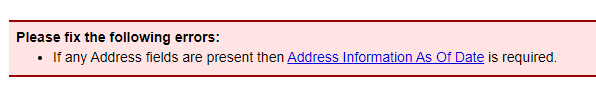 Please fix the following errors:
• If any Address fields are present then Address Information As Of Date is required.